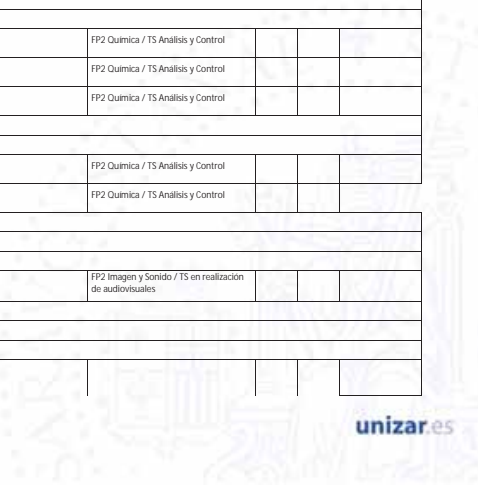 FP2 Química / TS Análisis y Control
FP2 Química / TS Análisis y Control
FP2 Química / TS Análisis y Control
FP2 Química / TS Análisis y Control
FP2 Química / TS Análisis y Control
FP2 Imagen y Sonido / TS en realización
de audiovisuales
unizar.es